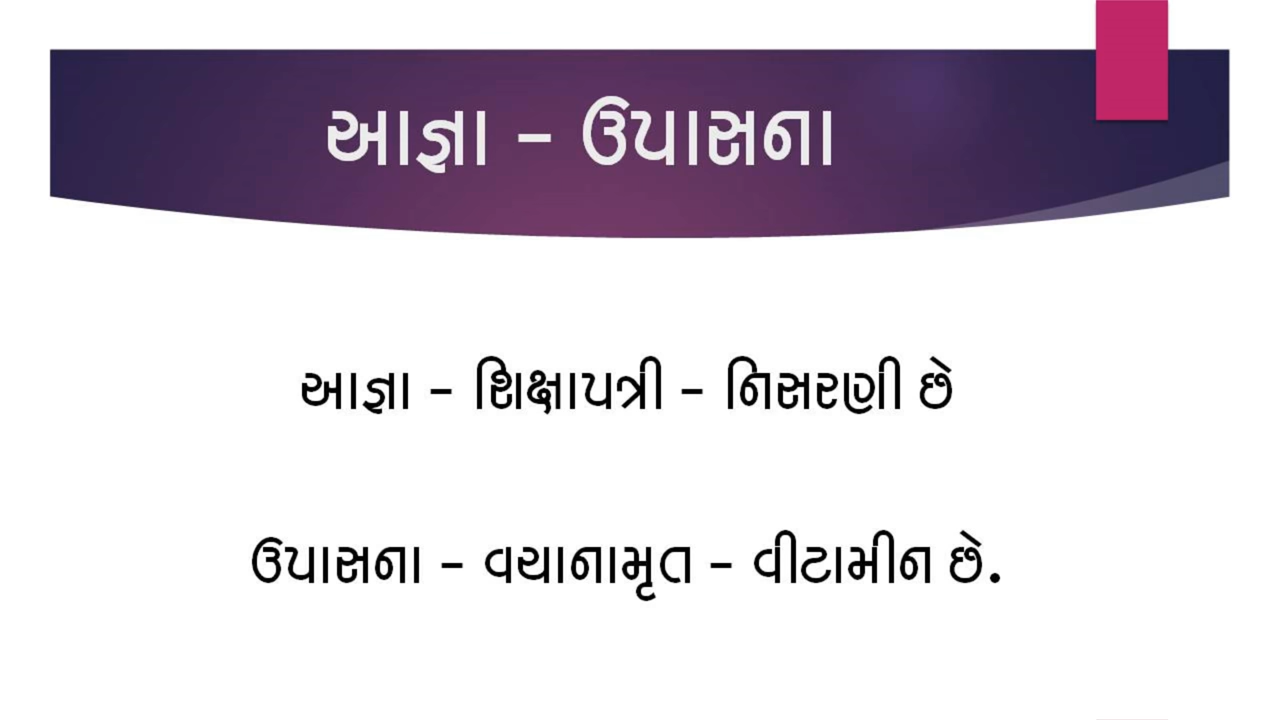 આજ્ઞા – ઉપાસના
આજ્ઞા – શિક્ષાપત્રી – નિસરણી છે
ઉપાસના – વચાનામૃત – વીટામીન છે.